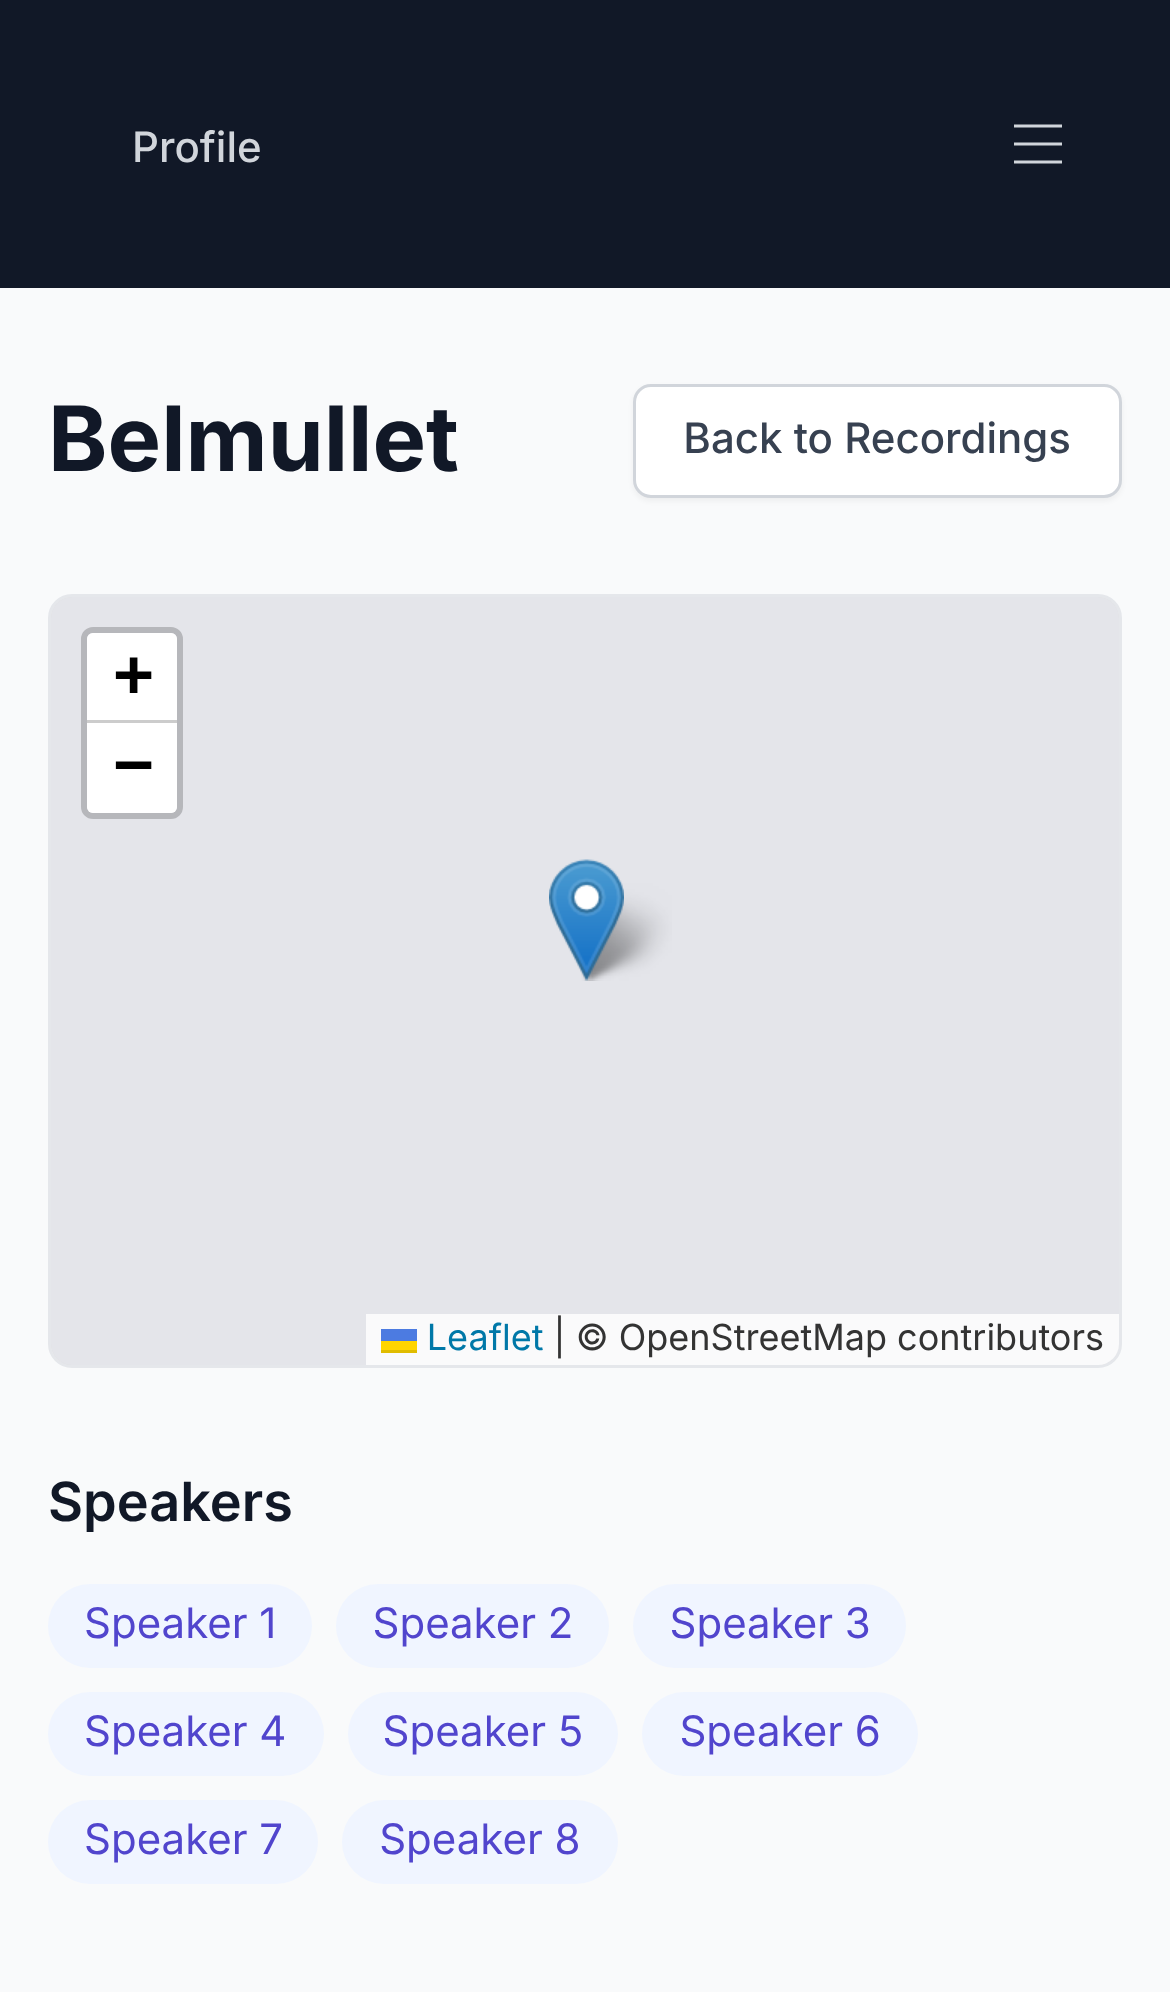 Profile
Belmullet
Back to Recordings
+
−
Leaflet | © OpenStreetMap contributors
Speakers
Speaker 1 Speaker 2 Speaker 3
Speaker 4 Speaker 5 Speaker 6
Speaker 7 Speaker 8